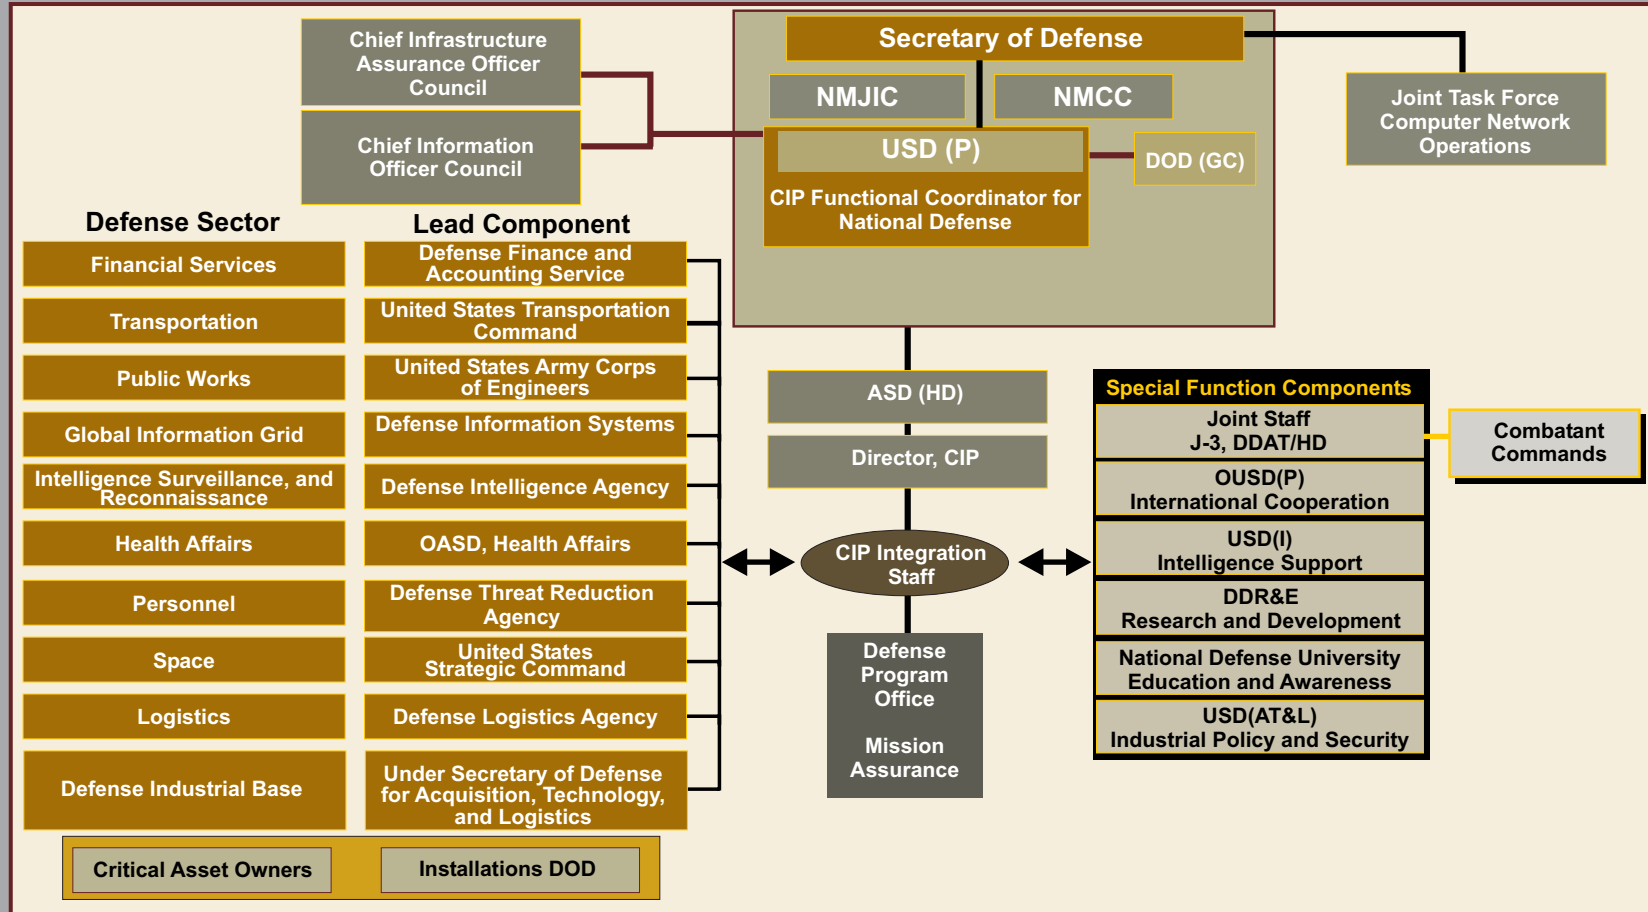 Chief Infrastructure
Assurance Officer
Council
Chief Information
Officer Council
Secretary of Defense
NMJIC
NMCC
USD (P)
DOD (GC)
CIP Functional Coordinator for
National Defense
Joint Task Force
Computer Network
Operations
Defense Sector
Lead Component
Financial Services
Defense Finance and
Accounting Service
Transportation
United States Transportation
Command
Public Works
United States Army Corps
of Engineers
Global Information Grid
Defense Information Systems
Intelligence Surveillance, and
Reconnaissance
Defense Intelligence Agency
Health Affairs
OASD, Health Affairs
Personnel
Defense Threat Reduction
Agency
Space
United States
Strategic Command
Logistics
Defense Logistics Agency
Defense Industrial Base
Under Secretary of Defense
for Acquisition, Technology,
and Logistics
Critical Asset Owners
Installations DOD
ASD (HD)
Director, CIP
CIP Integration
Staff
Defense
Program
Office
Mission
Assurance
Special Function Components
Joint Staff
J-3, DDAT/HD
OUSD(P)
International Cooperation
USD(I)
Intelligence Support
DDR&E
Research and Development
National Defense University
Education and Awareness
USD(AT&L)
Industrial Policy and Security
Combatant
Commands